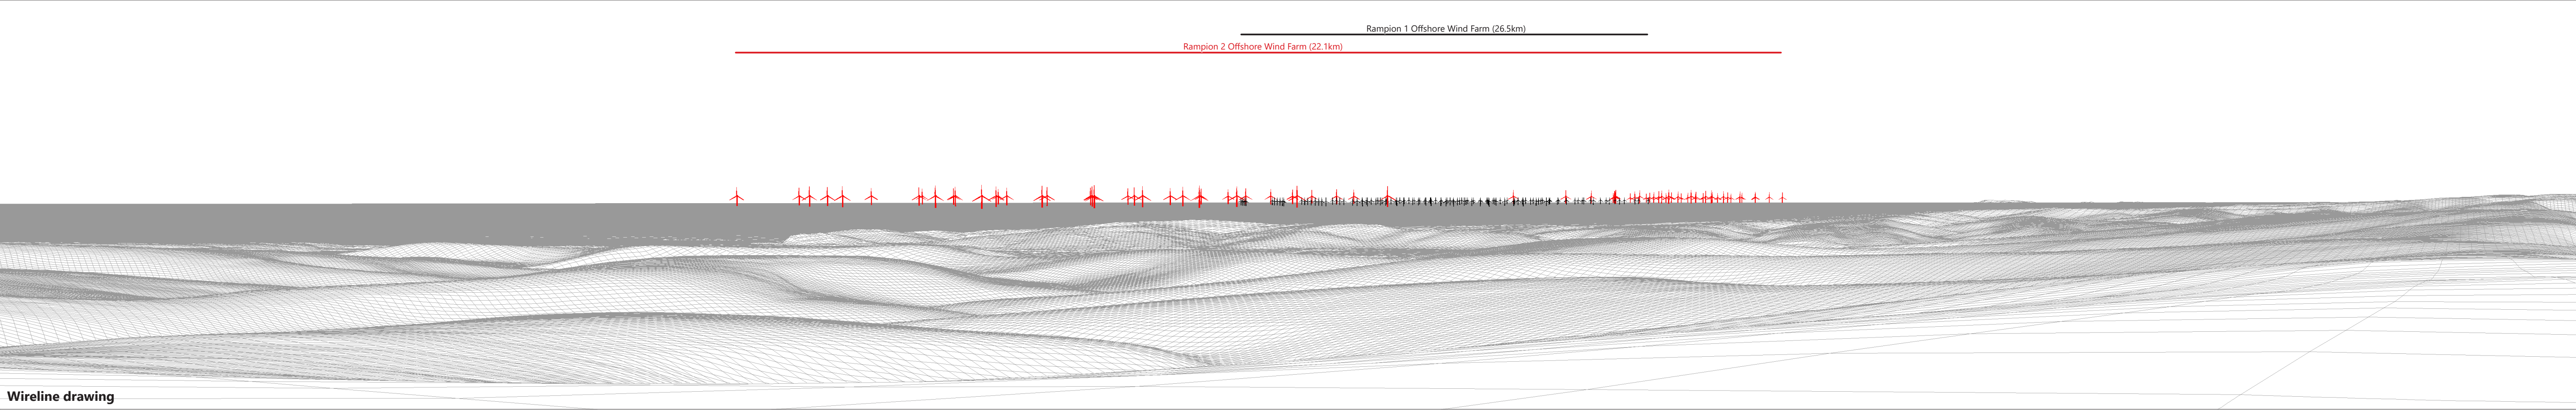 Rampion 1 Offshore Wind Farm (26.5km)
Rampion 2 Offshore Wind Farm (22.1km)
Wireline drawing